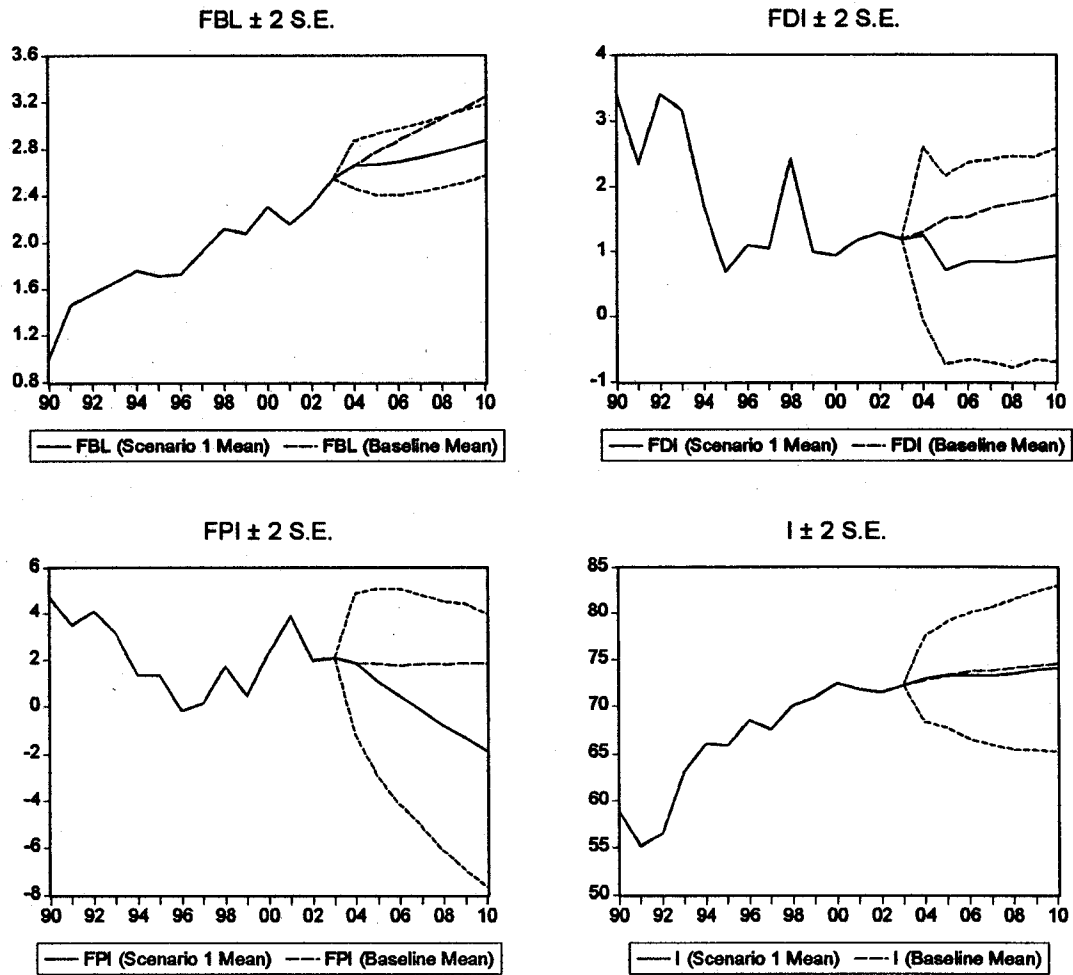 FBL ± 2 S.E.
3.6
3.2
2.8
2.4
2.0
1.6
1.2
0.8
90 92 94 96 98 00 02 04 06 08 10
FBL (Scenario 1 Mean) FBL (Baseline Mean)
FDI ± 2 S.E.
4
3
2
1
0
-1
90 92 94 96 98 00 02 04 06 08 10
FDI (Scenario 1 Mean) FDI (Baseline Mean)
FPI ± 2 S.E.
6
4
2
0
-2
-4
-6
-8
90 92 94 96 98 00 02 04 06 08 10
FPI (Scenario 1 Mean) FPI (Baseline Mean)
I ± 2 S.E.
85
80
75
70
65
60
55
50
90 92 94 96 98 00 02 04 06 08 10
I (Scenario 1 Mean) I (Baseline Mean)